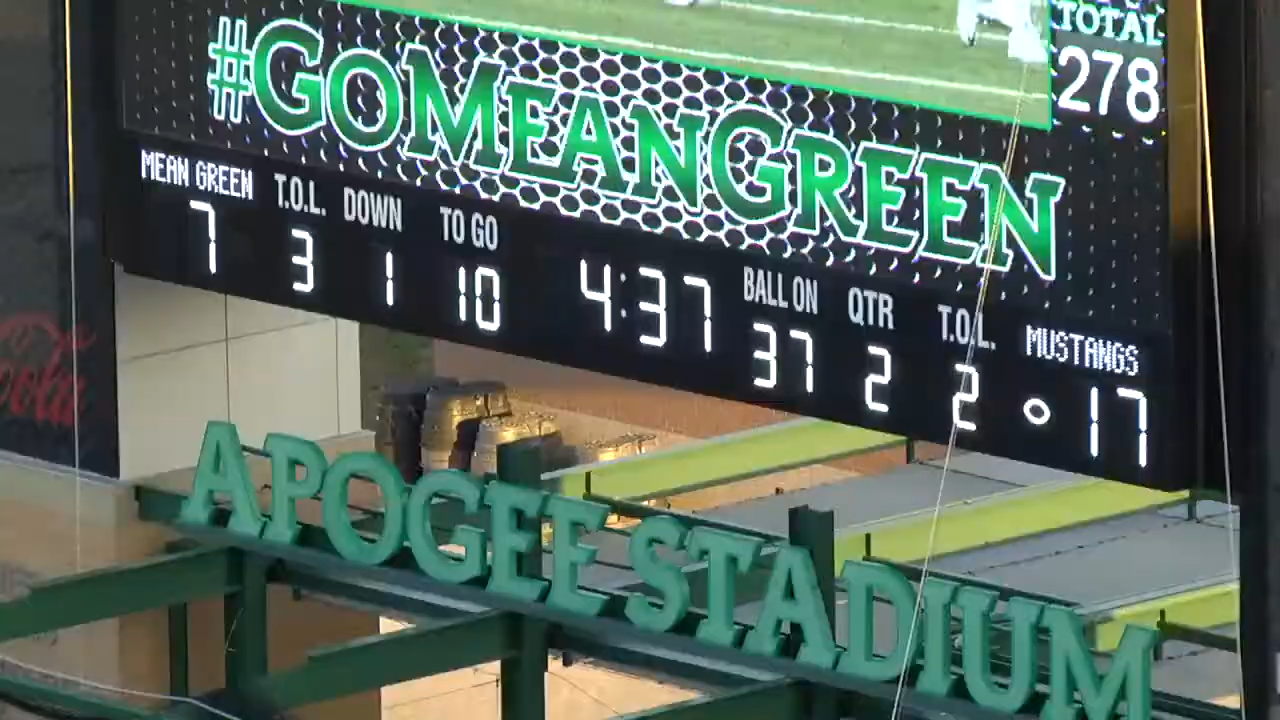 TOTAL
278
#GOMEANGREEN
MEAN GREEN T.O.L. DOWN TO GO BALL ON QTR T.O.L. MUSTANGS
7 3 1 10 4:37 37 2 2 17
Cola
APOGEE STADIUM